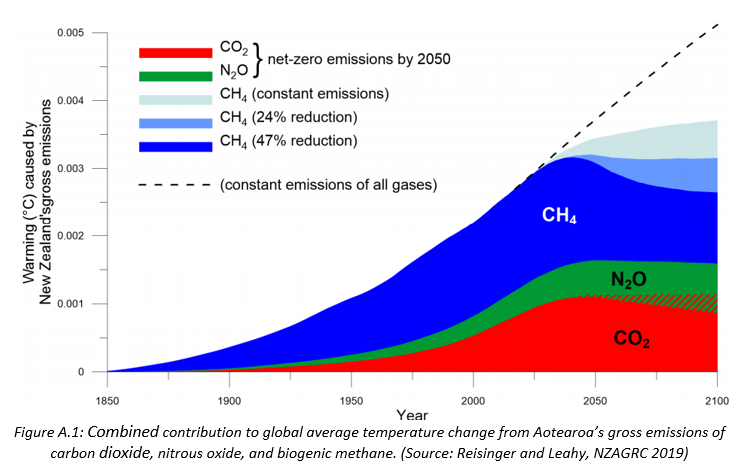 0.005
0.004
0.003
0.002
0.001
0
Warming (°C) caused by
New Zealand'sgross emissions
CO₂
N₂O
net-zero emissions by 2050
CH₄ (constant emissions)
CH₄ (24% reduction)
CH₄ (47% reduction)
(constant emissions of all gases)
CH₄
N₂O
CO₂
1850 1900 1950 2000 2050 2100
Year
Figure A.1: Combined contribution to global average temperature change from Aotearoa's gross emissions of
carbon dioxide, nitrous oxide, and biogenic methane. (Source: Reisinger and Leahy, NZAGRC 2019)